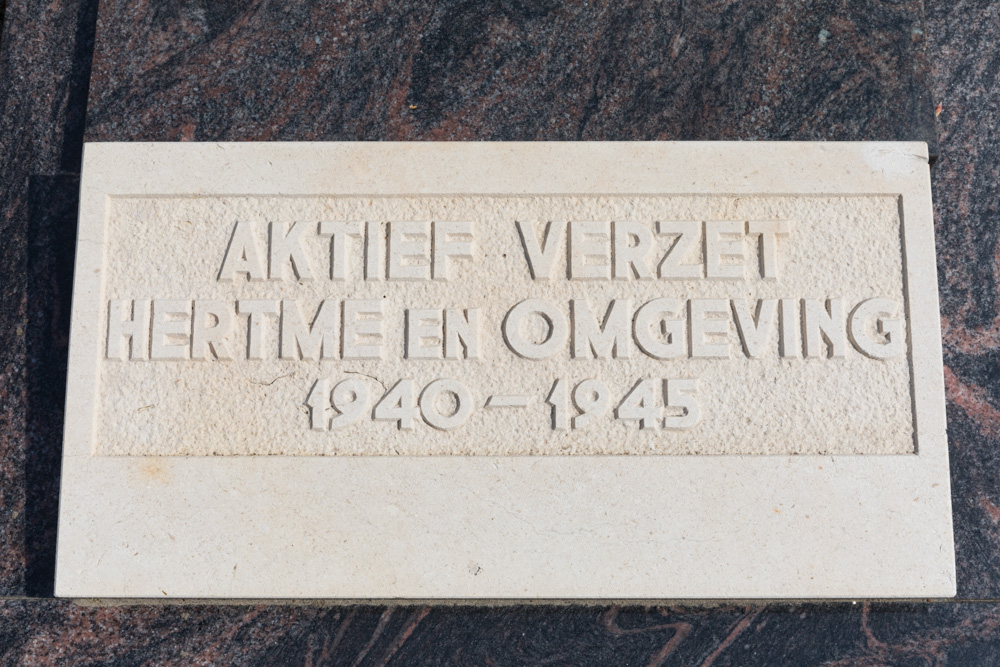 AKTIEF VERZET
HERTME EN OMGEVING
1940 – 1945